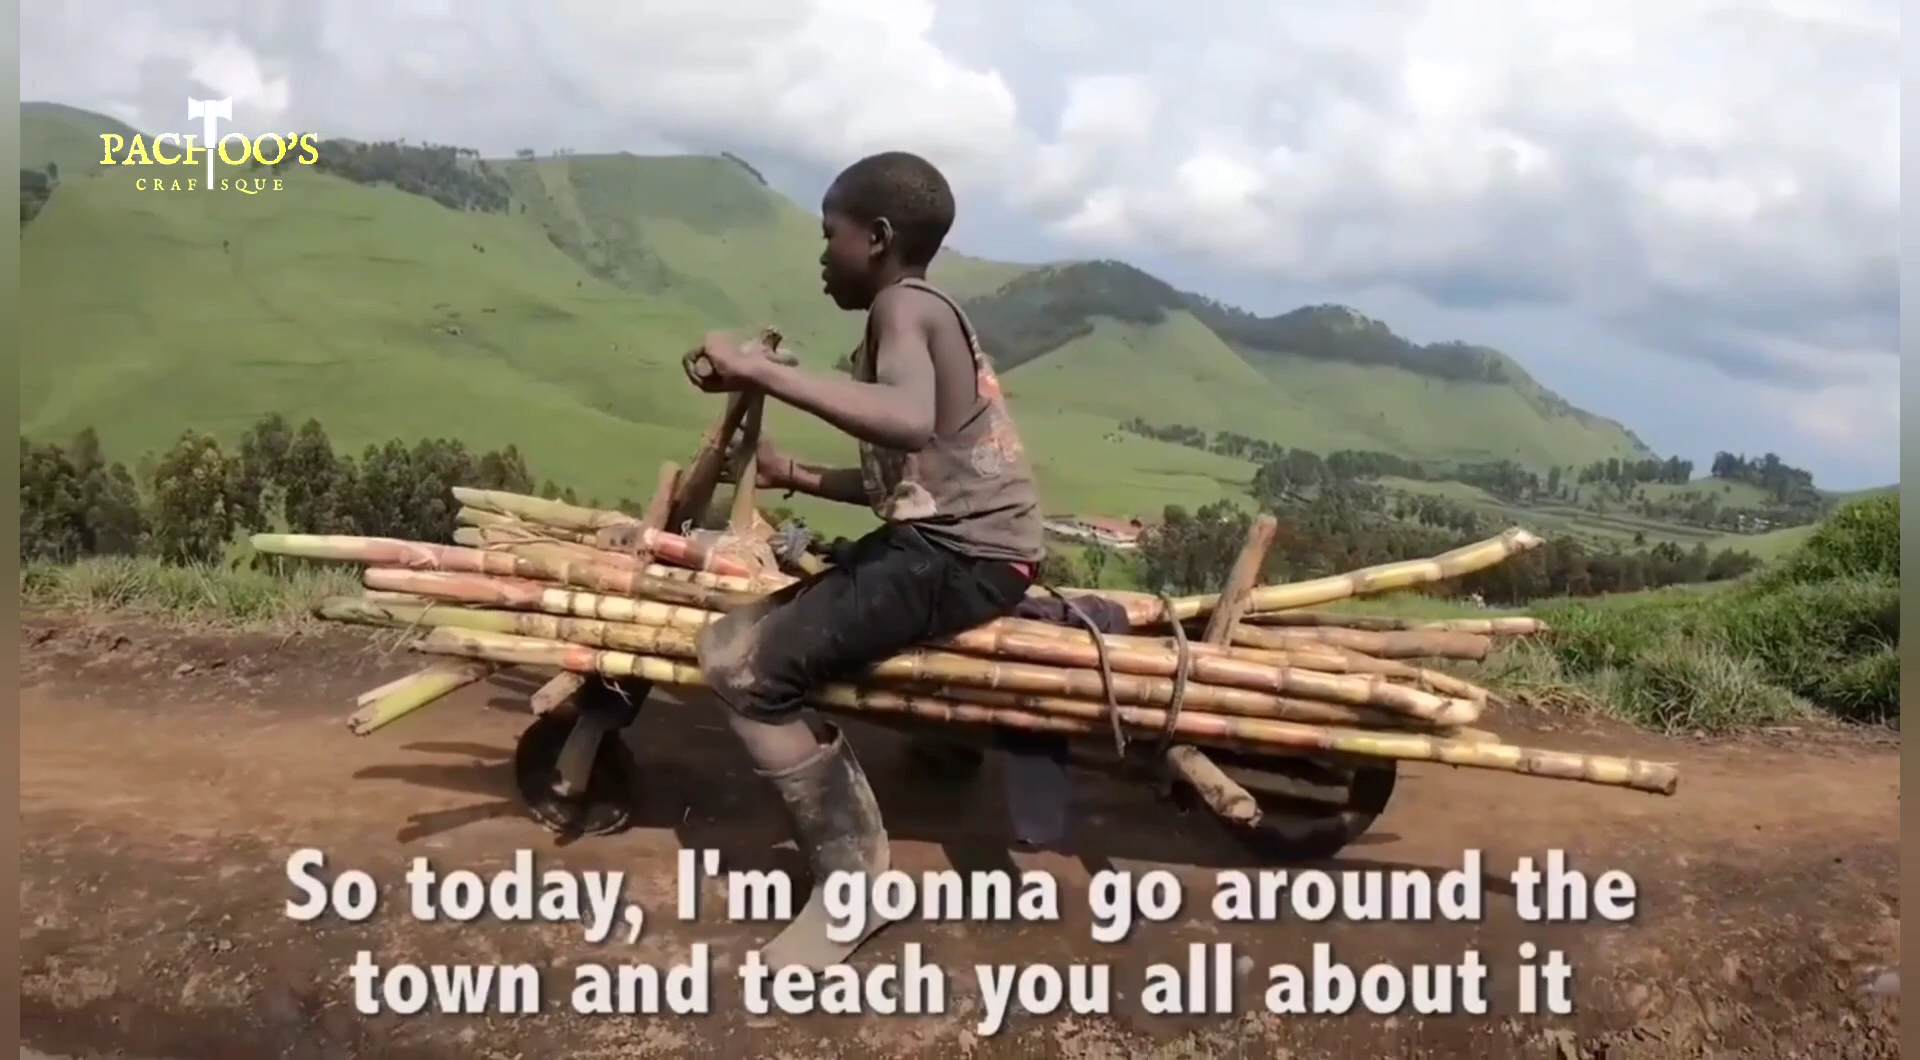 PACHOO'S
CRAFTSQUE
So today, I'm gonna go around the
town and teach you all about it